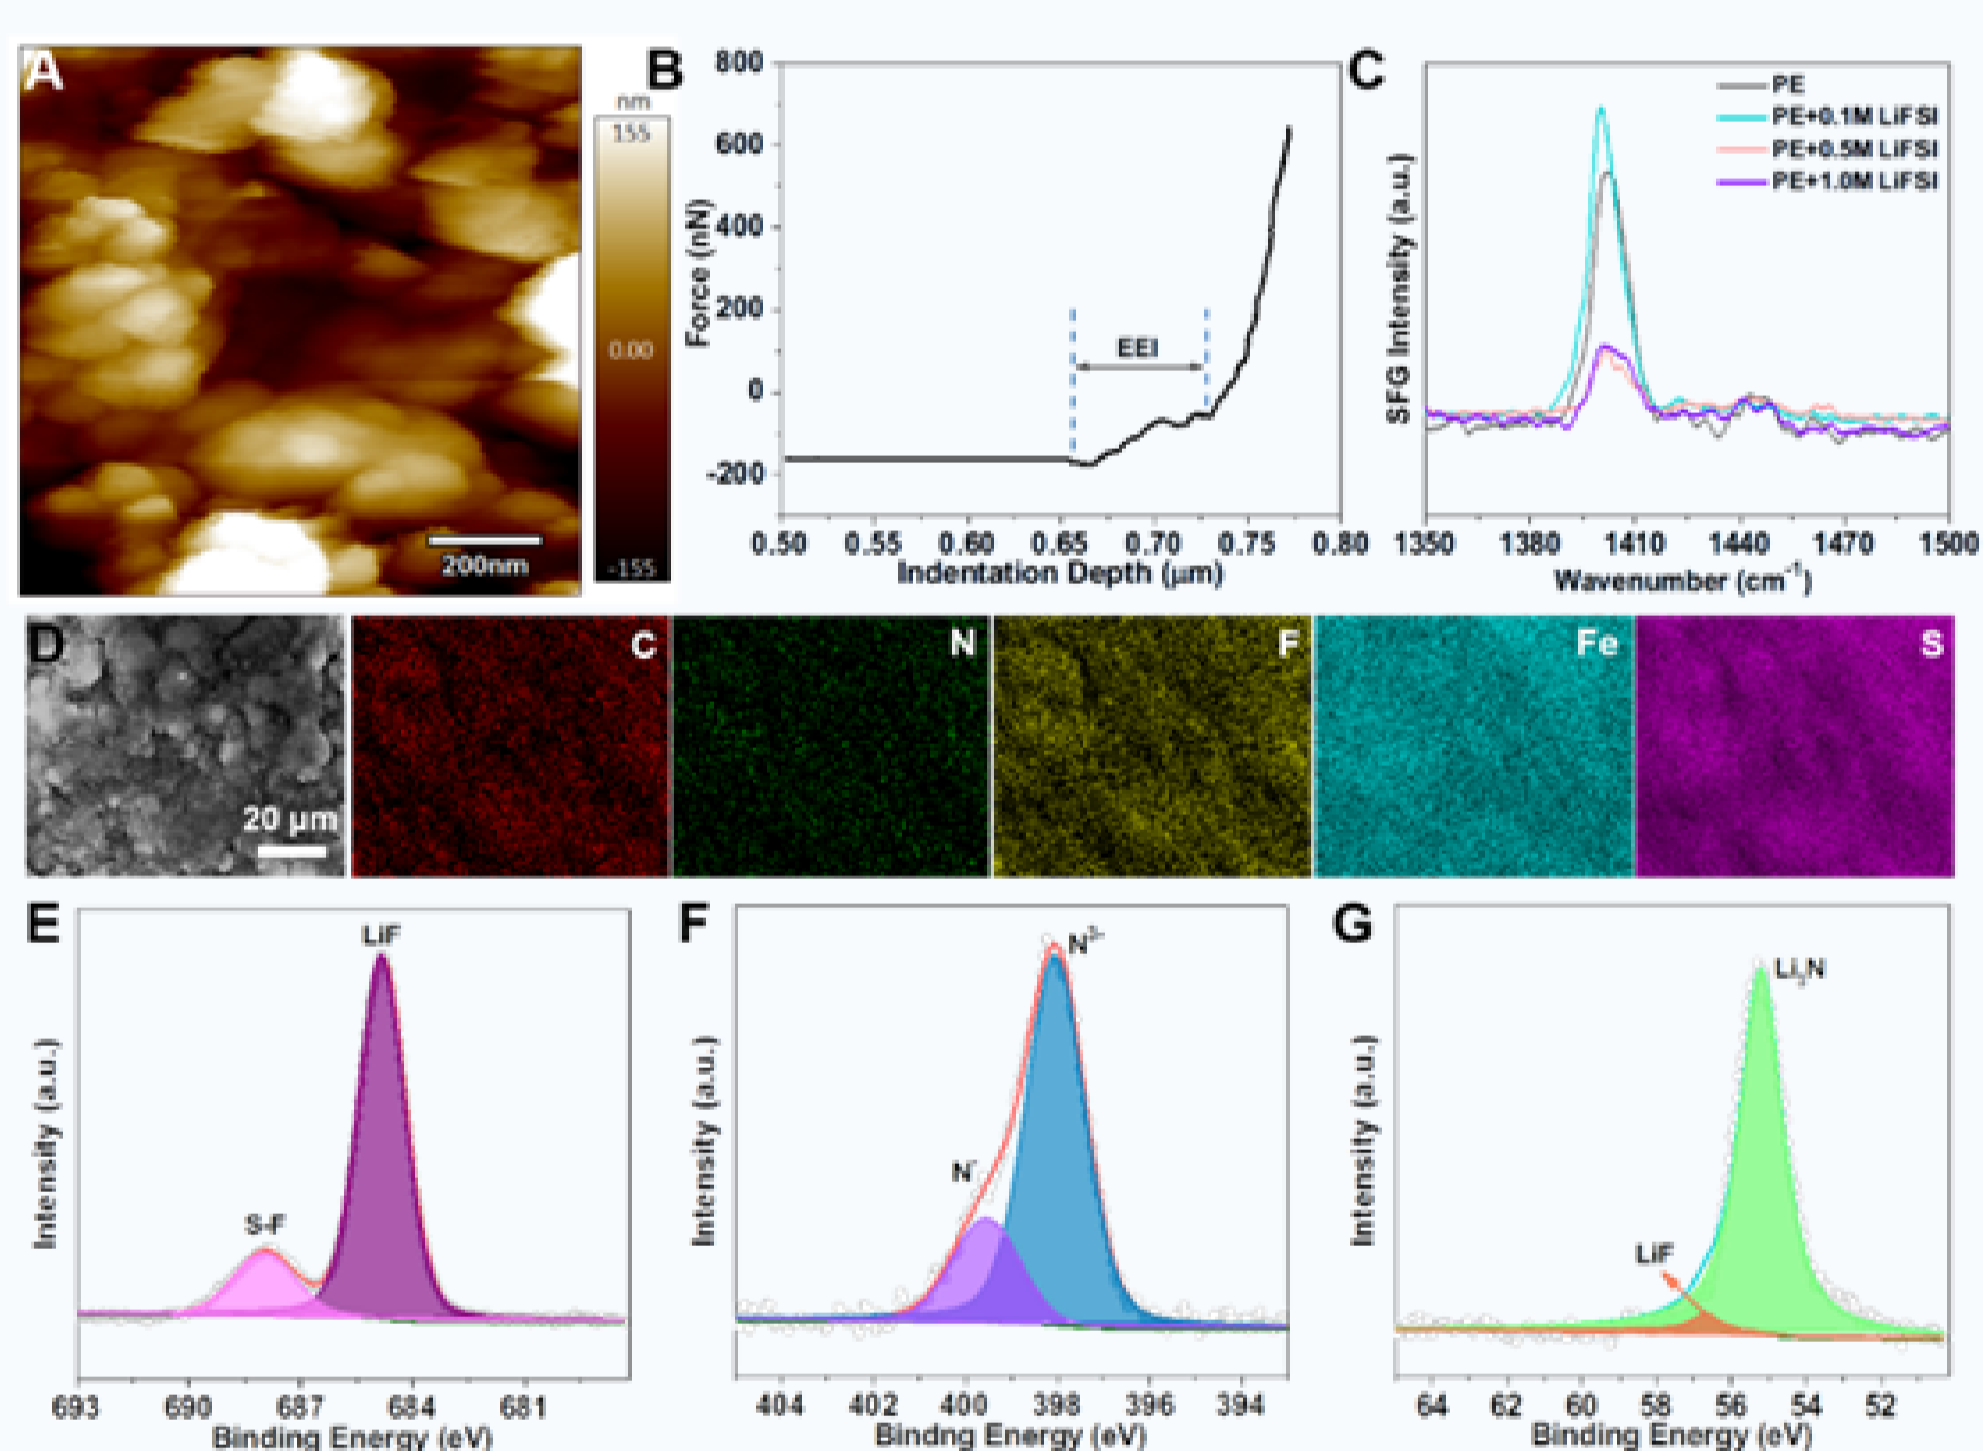 A
nm
155
0.00
-155
200nm
B
800
600
400
200
0
-200
Force (nN)
EEI
0.50 0.55 0.60 0.65 0.70 0.75 0.80
Indentation Depth (μm)
C
PE
PE+0.1M LiFSI
PE+0.5M LiFSI
PE+1.0M LiFSI
SFG Intensity (a.u.)
1350 1380 1410 1440 1470 1500
Wavenumber (cm⁻¹)
D
20 μm
C
N
F
Fe
S
E
LiF
S-F
Intensity (a.u.)
693 690 687 684 681
Binding Energy (eV)
F
N³⁻
N⁻
Intensity (a.u.)
404 402 400 398 396 394
Bindng Energy (eV)
G
Li₃N
LiF
Intensity (a.u.)
64 62 60 58 56 54 52
Binding Energy (eV)